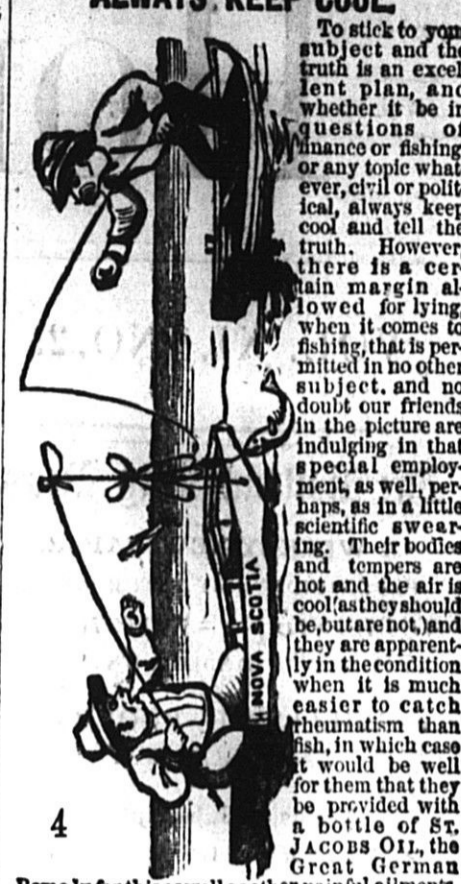 ALWAYS KEEP COOL.
To stick to your
subject and the
truth is an excel
lent plan, and
whether it be in
questions of
finance or fishing
or any topic what
ever, civil or polit
ical, always keep
cool and tell the
truth. However,
there is a cer-
tain margin al-
lowed for lying,
when it comes to
fishing, that is per-
mitted in no other
subject, and no
doubt our friends
in the picture are
indulging in that
special employ-
ment, as well, per-
haps, as in a little
scientific swear-
ing. Their bodies
and tempers are
hot and the air is
cool (as they should
be, but are not,) and
they are apparent-
ly in the condition
when it is much
easier to catch
rheumatism than
fish, in which case
it would be well
for them that they
be provided with
a bottle of ST.
JACOBS OIL, the
Great German
NOVA SCOTIA
4